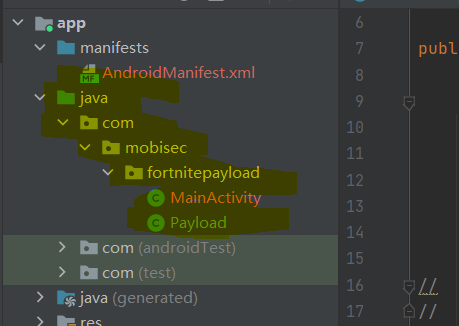 app
manifests
MF AndroidManifest.xml
java
com
mobisec
fortnitepayload
C MainActivity
C Payload
com (androidTest)
com (test)
java (generated)
res
6
7 publ
8
9
10
11
12
13
14
15
16 //
17 //